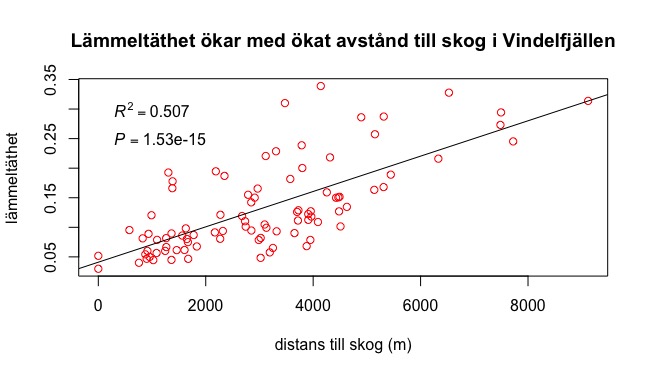 Lämmeltäthet ökar med ökat avstånd till skog i Vindelfjällen
R² = 0.507
P = 1.53e-15
lämmeltäthet
0.35
0.25
0.15
0.05
0 2000 4000 6000 8000
distans till skog (m)